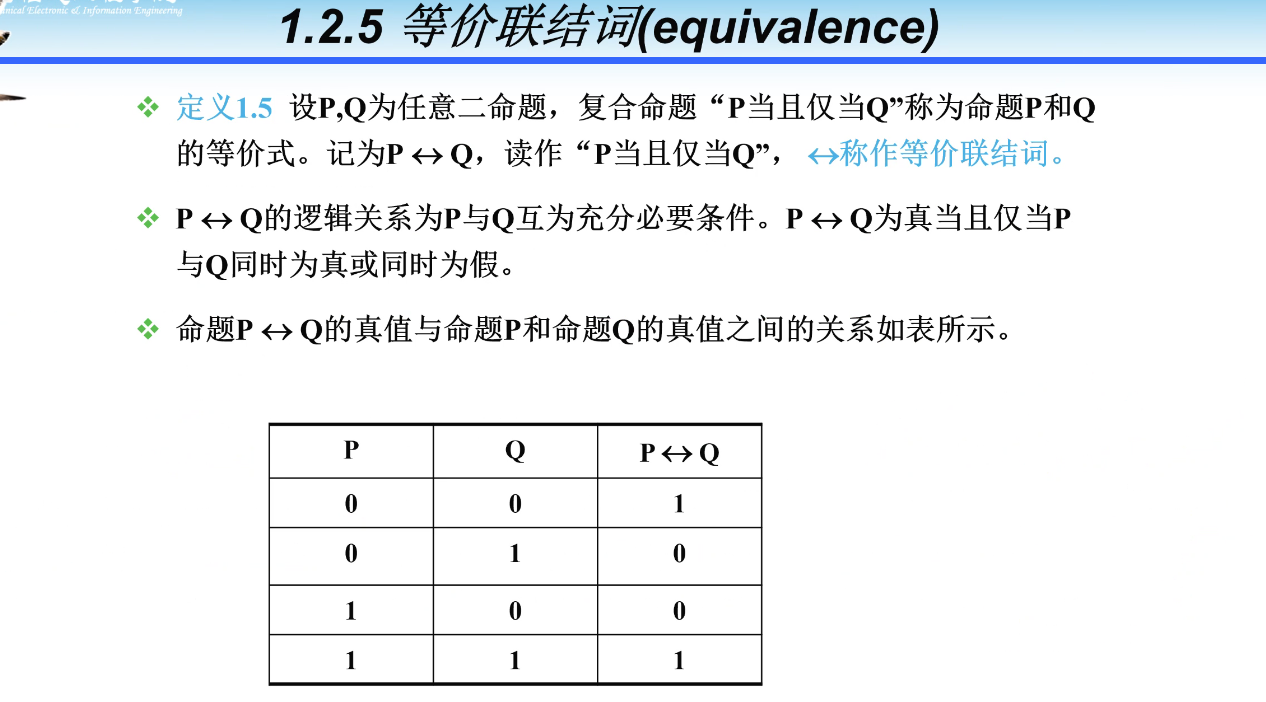 nical Electronic & Information Engineering
1.2.5 等价联结词(equivalence)
定义1.5 设P,Q为任意二命题，复合命题“P当且仅当Q”称为命题P和Q
的等价式。记为P ↔ Q，读作“P当且仅当Q”， ↔称作等价联结词。
P ↔ Q的逻辑关系为P与Q互为充分必要条件。P ↔ Q为真当且仅当P
与Q同时为真或同时为假。
命题P ↔ Q的真值与命题P和命题Q的真值之间的关系如表所示。
P Q P ↔ Q
0 0 1
0 1 0
1 0 0
1 1 1